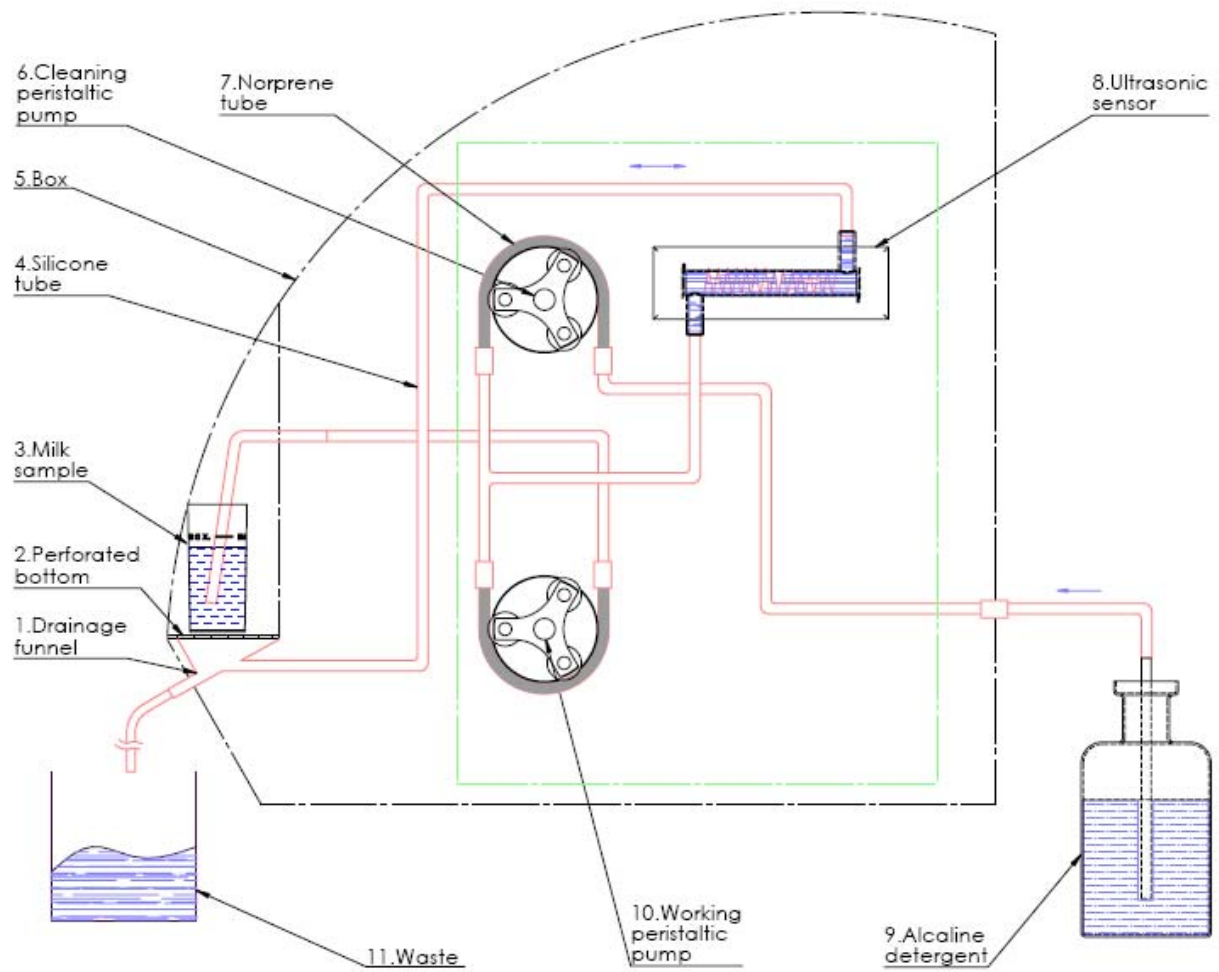 6.Cleaning
peristaltic
pump
7.Norprene
tube
8.Ultrasonic
sensor
5.Box
4.Silicone
tube
3.Milk
sample
2.Perforated
bottom
1.Drainage
funnel
10.Working
peristaltic
pump
9.Alcaline
detergent
11.Waste